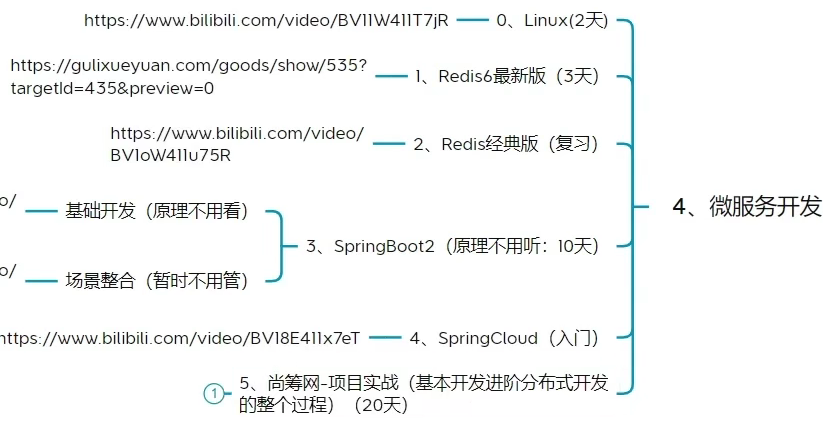 https://www.bilibili.com/video/BV11W411T7jR
0、Linux(2天)
https://gulixueyuan.com/goods/show/535?
targetId=435&preview=0
1、Redis6最新版（3天）
https://www.bilibili.com/video/
BV1oW411u75R
2、Redis经典版（复习）
4、微服务开发
o/
基础开发（原理不用看）
3、SpringBoot2（原理不用听：10天）
o/
场景整合（暂时不用管）
https://www.bilibili.com/video/BV18E411x7eT
4、SpringCloud（入门）
1
5、尚筹网-项目实战（基本开发进阶分布式开发
的整个过程）（20天）